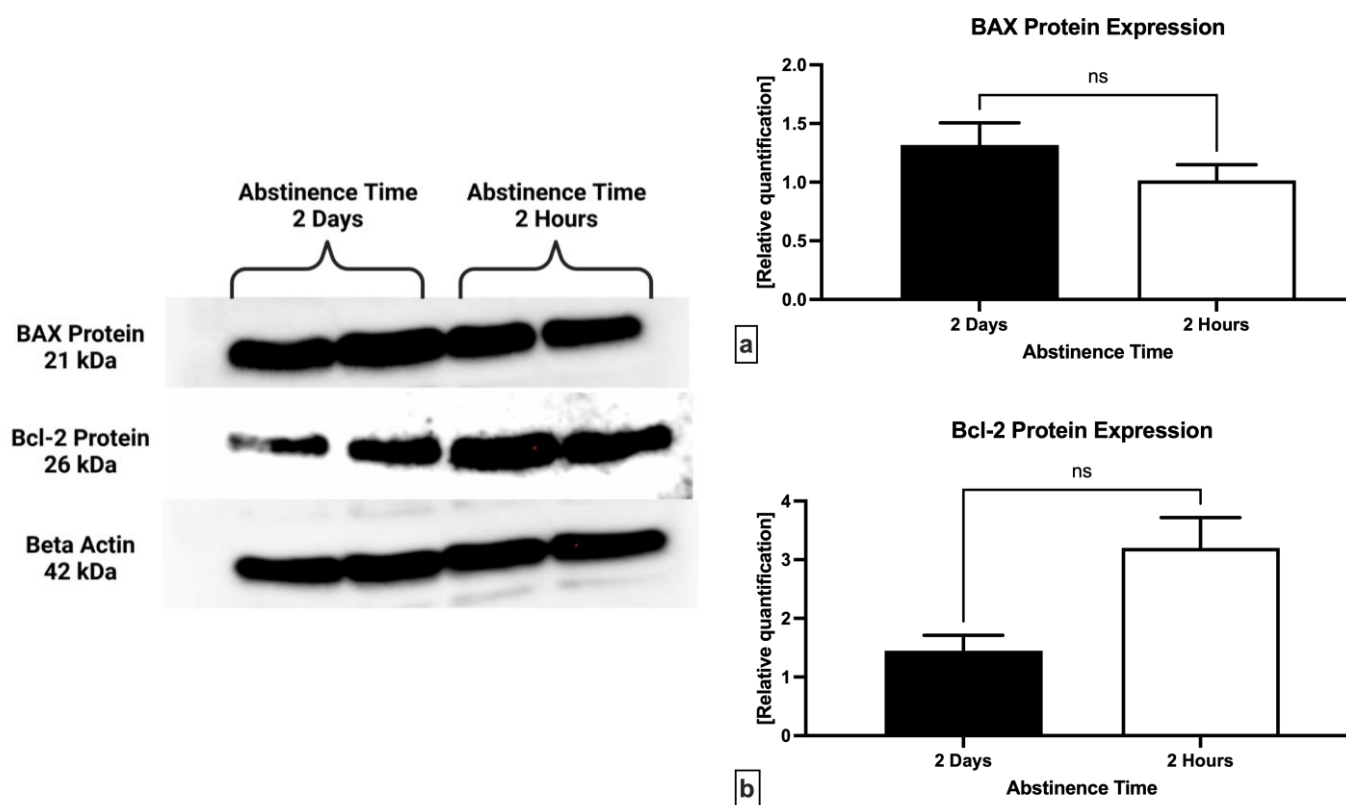 Abstinence Time
2 Days
Abstinence Time
2 Hours
BAX Protein
21 kDa
Bcl-2 Protein
26 kDa
Beta Actin
42 kDa
BAX Protein Expression
[Relative quantification]
2.0
1.5
1.0
0.5
0.0
ns
2 Days
2 Hours
Abstinence Time
a
Bcl-2 Protein Expression
[Relative quantification]
4
3
2
1
0
ns
2 Days
2 Hours
Abstinence Time
b